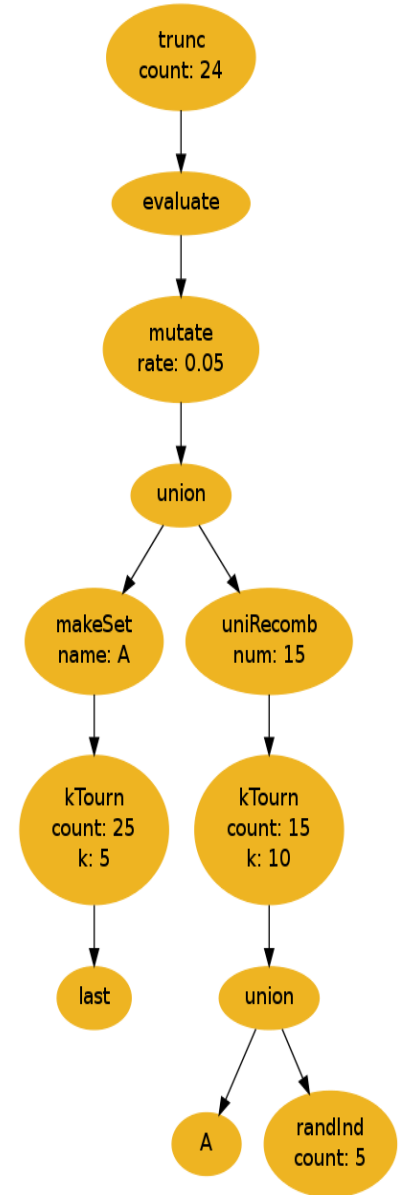 trunc
count: 24
evaluate
mutate
rate: 0.05
union
makeSet
name: A
uniRecomb
num: 15
kTourn
count: 25
k: 5
kTourn
count: 15
k: 10
last
union
A
randInd
count: 5